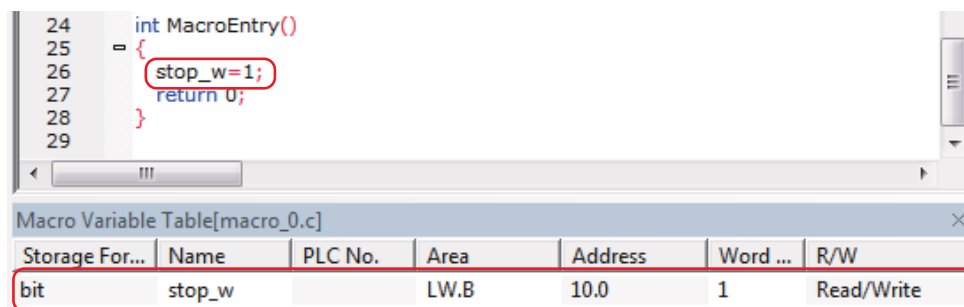 24 int MacroEntry()
25 {
26 stop_w=1;
27 return 0;
28 }
29
Macro Variable Table[macro_0.c]
Storage For... Name PLC No. Area Address Word ... R/W
bit stop_w LW.B 10.0 1 Read/Write